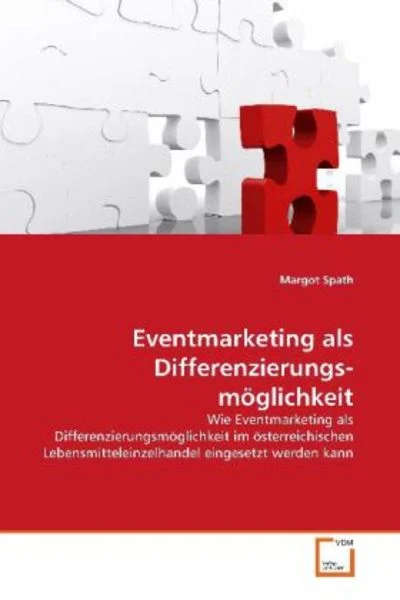 Margot Spath
Eventmarketing als
Differenzierungs-
möglichkeit
Wie Eventmarketing als
Differenzierungsmöglichkeit im österreichischen
Lebensmitteleinzelhandel eingesetzt werden kann
VDM